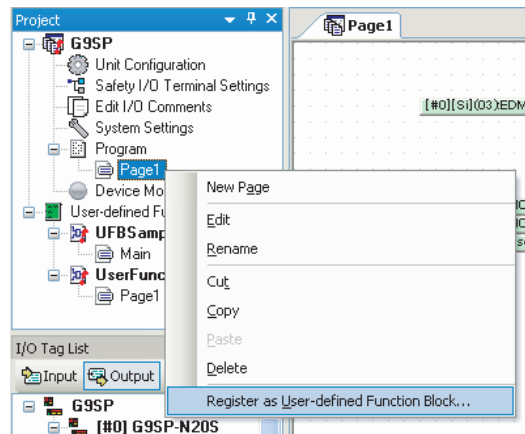 Project
Page1
G9SP
Unit Configuration
Safety I/O Terminal Settings
Edit I/O Comments
[#0][Si](03):EDM
System Settings
Program
Page1
Device Mo
New Page
User-defined Fu
Edit
UFBSamp
Rename
Main
UserFunc
Cut
Page1
Copy
Paste
I/O Tag List
Delete
Input
Output
Register as User-defined Function Block...
G9SP
[#0] G9SP-N20S